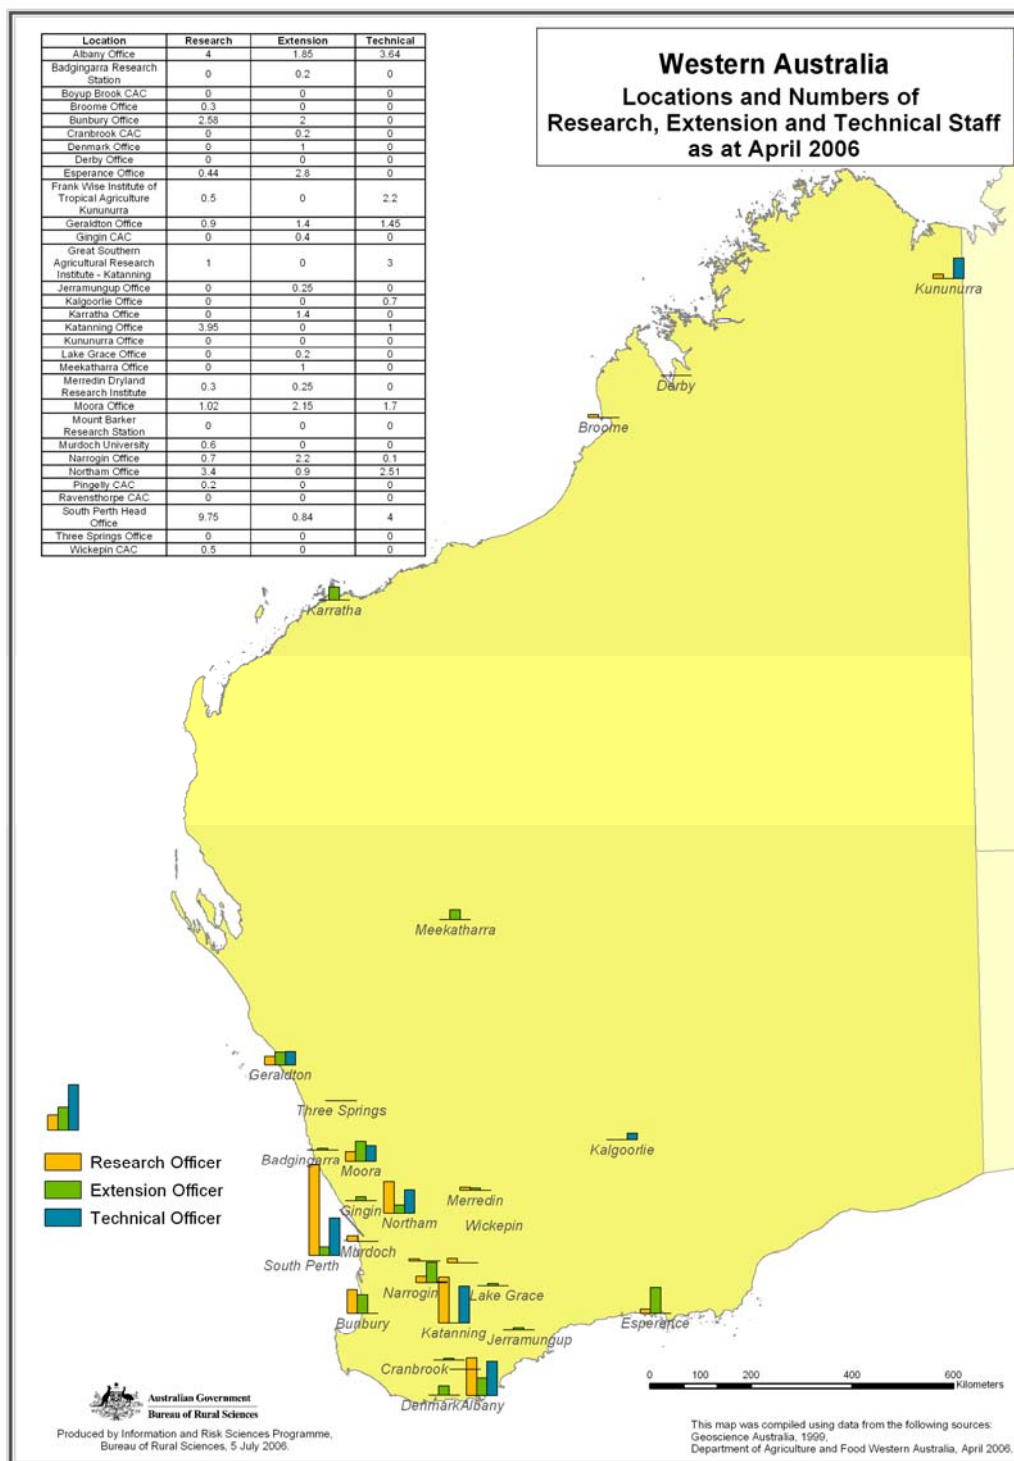 Location Research Extension Technical
Albany Office 4 1.85 3.64
Badgingarra Research
Station 0 0.2 0
Boyup Brook CAC 0 0 0
Broome Office 0.3 0 0
Bunbury Office 2.58 2 0
Cranbrook CAC 0 0.2 0
Denmark Office 0 1 0
Derby Office 0 0 0
Esperance Office 0.44 2.8 0
Frank Wise Institute of
Tropical Agriculture
Kununurra 0.5 0 2.2
Geraldton Office 0.9 1.4 1.45
Gingin CAC 0 0.4 0
Great Southern
Agricultural Research
Institute - Katanning 1 0 3
Jerramungup Office 0 0.25 0
Kalgoorlie Office 0 0 0.7
Karratha Office 0 1.4 0
Katanning Office 3.95 0 1
Kununurra Office 0 0 0
Lake Grace Office 0 0.2 0
Meekatharra Office 0 1 0
Merredin Dryland
Research Institute 0.3 0.25 0
Moora Office 1.02 2.15 1.7
Mount Barker
Research Station 0 0 0
Murdoch University 0.6 0 0
Narrogin Office 0.7 2.2 0.1
Northam Office 3.4 0.9 2.51
Pingelly CAC 0.2 0 0
Ravensthorpe CAC 0 0 0
South Perth Head
Office 9.75 0.84 4
Three Springs Office 0 0 0
Wickepin CAC 0.5 0 0
Western Australia
Locations and Numbers of
Research, Extension and Technical Staff
as at April 2006
Kununurra
Derby
Broome
Karratha
Meekatharra
Geraldton
Three Springs
Kalgoorlie
Badgingarra
Moora
Merredin
Gingin
Northam
Wickepin
Murdoch
South Perth
Narrogin
Lake Grace
Bunbury
Katanning
Jerramungup
Esperence
Cranbrook
Denmark
Albany
Research Officer
Extension Officer
Technical Officer
0 100 200 400 600
Kilometers
Australian Government
Bureau of Rural Sciences
Produced by Information and Risk Sciences Programme,
Bureau of Rural Sciences, 5 July 2006.
This map was compiled using data from the following sources:
Geoscience Australia, 1999,
Department of Agriculture and Food Western Australia, April 2006.